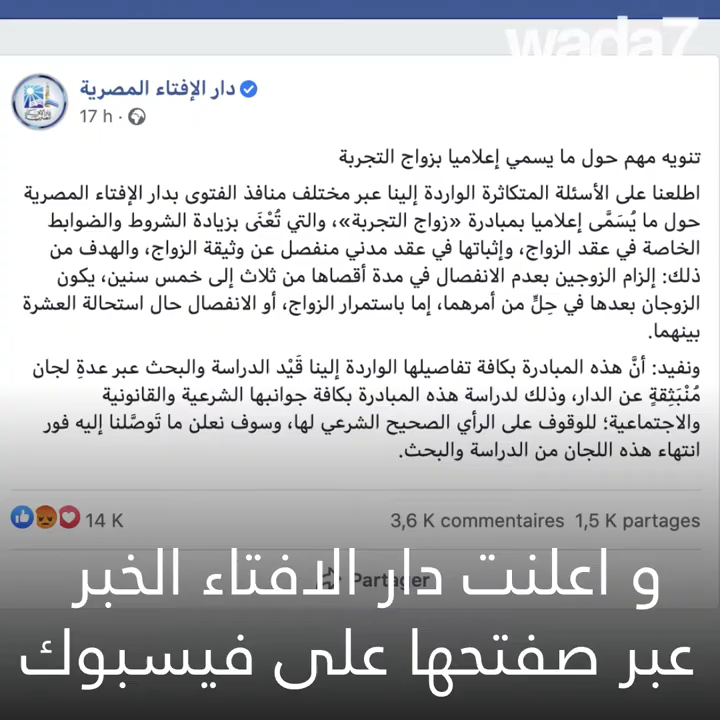 wada7
دار الإفتاء المصرية
17 h ·
تنويه مهم حول ما يسمي إعلاميا بزواج التجربة
اطلعنا على الأسئلة المتكاثرة الواردة إلينا عبر مختلف منافذ الفتوى بدار الإفتاء المصرية
حول ما يُسَمَّى إعلاميا بمبادرة «زواج التجربة»، والتي تُعْنَى بزيادة الشروط والضوابط
الخاصة في عقد الزواج، وإثباتها في عقد مدني منفصل عن وثيقة الزواج، والهدف من
ذلك: إلزام الزوجين بعدم الانفصال في مدة أقصاها من ثلاث إلى خمس سنين، يكون
الزوجان بعدها في حِلٍّ من أمرهما، إما باستمرار الزواج، أو الانفصال حال استحالة العشرة
بينهما.
ونفيد: أنَّ هذه المبادرة بكافة تفاصيلها الواردة إلينا قَيْد الدراسة والبحث عبر عدةِ لجان
مُنْبَثِقةٍ عن الدار، وذلك لدراسة هذه المبادرة بكافة جوانبها الشرعية والقانونية
والاجتماعية؛ للوقوف على الرأي الصحيح الشرعي لها، وسوف نعلن ما تَوصَّلنا إليه فور
انتهاء هذه اللجان من الدراسة والبحث.
14 K
3,6 K commentaires 1,5 K partages
Partager
و اعلنت دار الافتاء الخبر
عبر صفتحها على فيسبوك